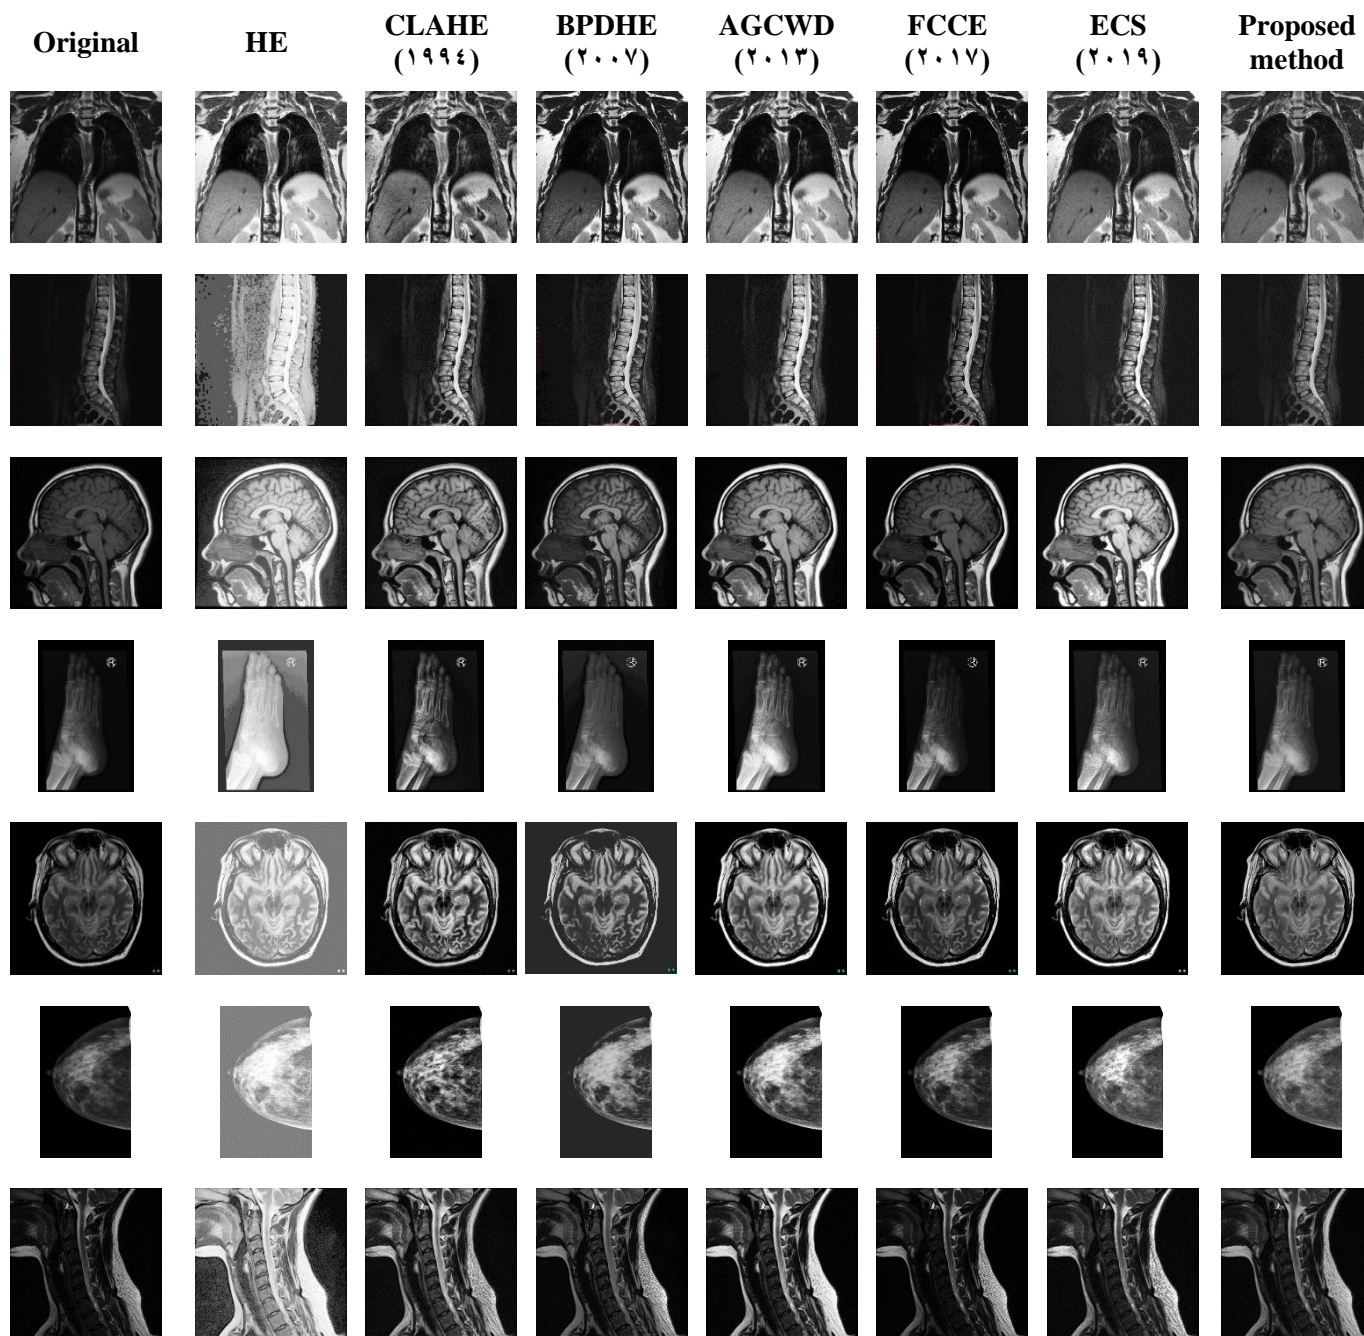 Original
HE
CLAHE
(١٩٩٤)
BPDHE
(٢٠٠٧)
AGCWD
(٢٠١٣)
FCCE
(٢٠١٧)
ECS
(٢٠١٩)
Proposed
method
R
R
R
R
R
R
R
R